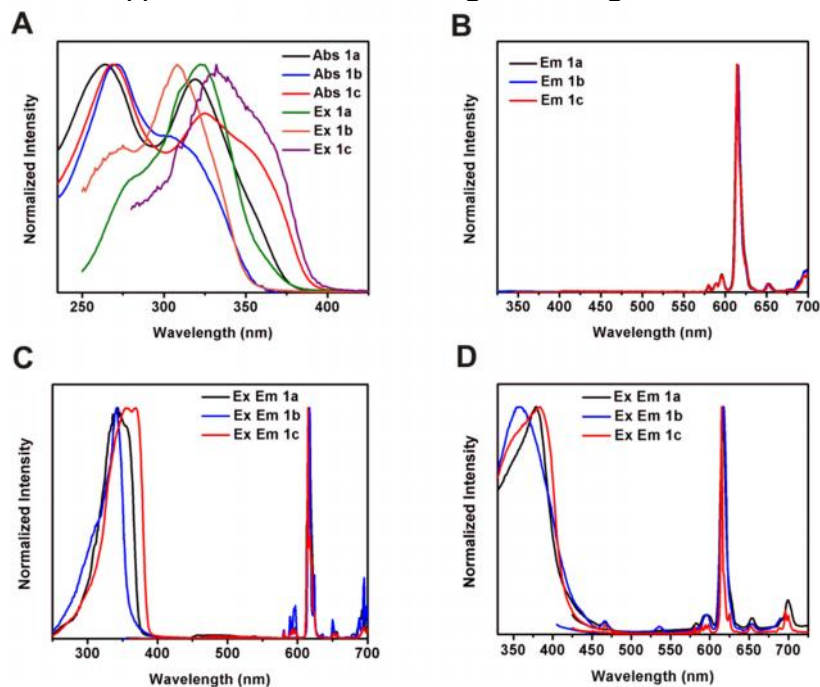 A
Abs 1a
Abs 1b
Abs 1c
Ex 1a
Ex 1b
Ex 1c
Normalized Intensity
250 300 350 400
Wavelength (nm)
B
Em 1a
Em 1b
Em 1c
Normalized Intensity
350 400 450 500 550 600 650 700
Wavelength (nm)
C
Ex Em 1a
Ex Em 1b
Ex Em 1c
Normalized Intensity
300 400 500 600 700
Wavelength (nm)
D
Ex Em 1a
Ex Em 1b
Ex Em 1c
Normalized Intensity
350 400 450 500 550 600 650 700
Wavelength (nm)